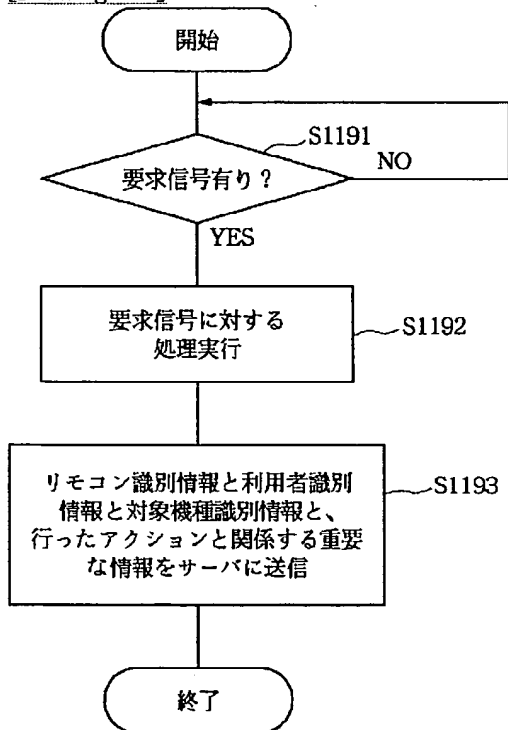 開始
S1191
要求信号有り?
NO
YES
要求信号に対する
処理実行
S1192
リモコン識別情報と利用者識別
情報と対象機種識別情報と、
行ったアクションと関係する重要
な情報をサーバに送信
S1193
終了